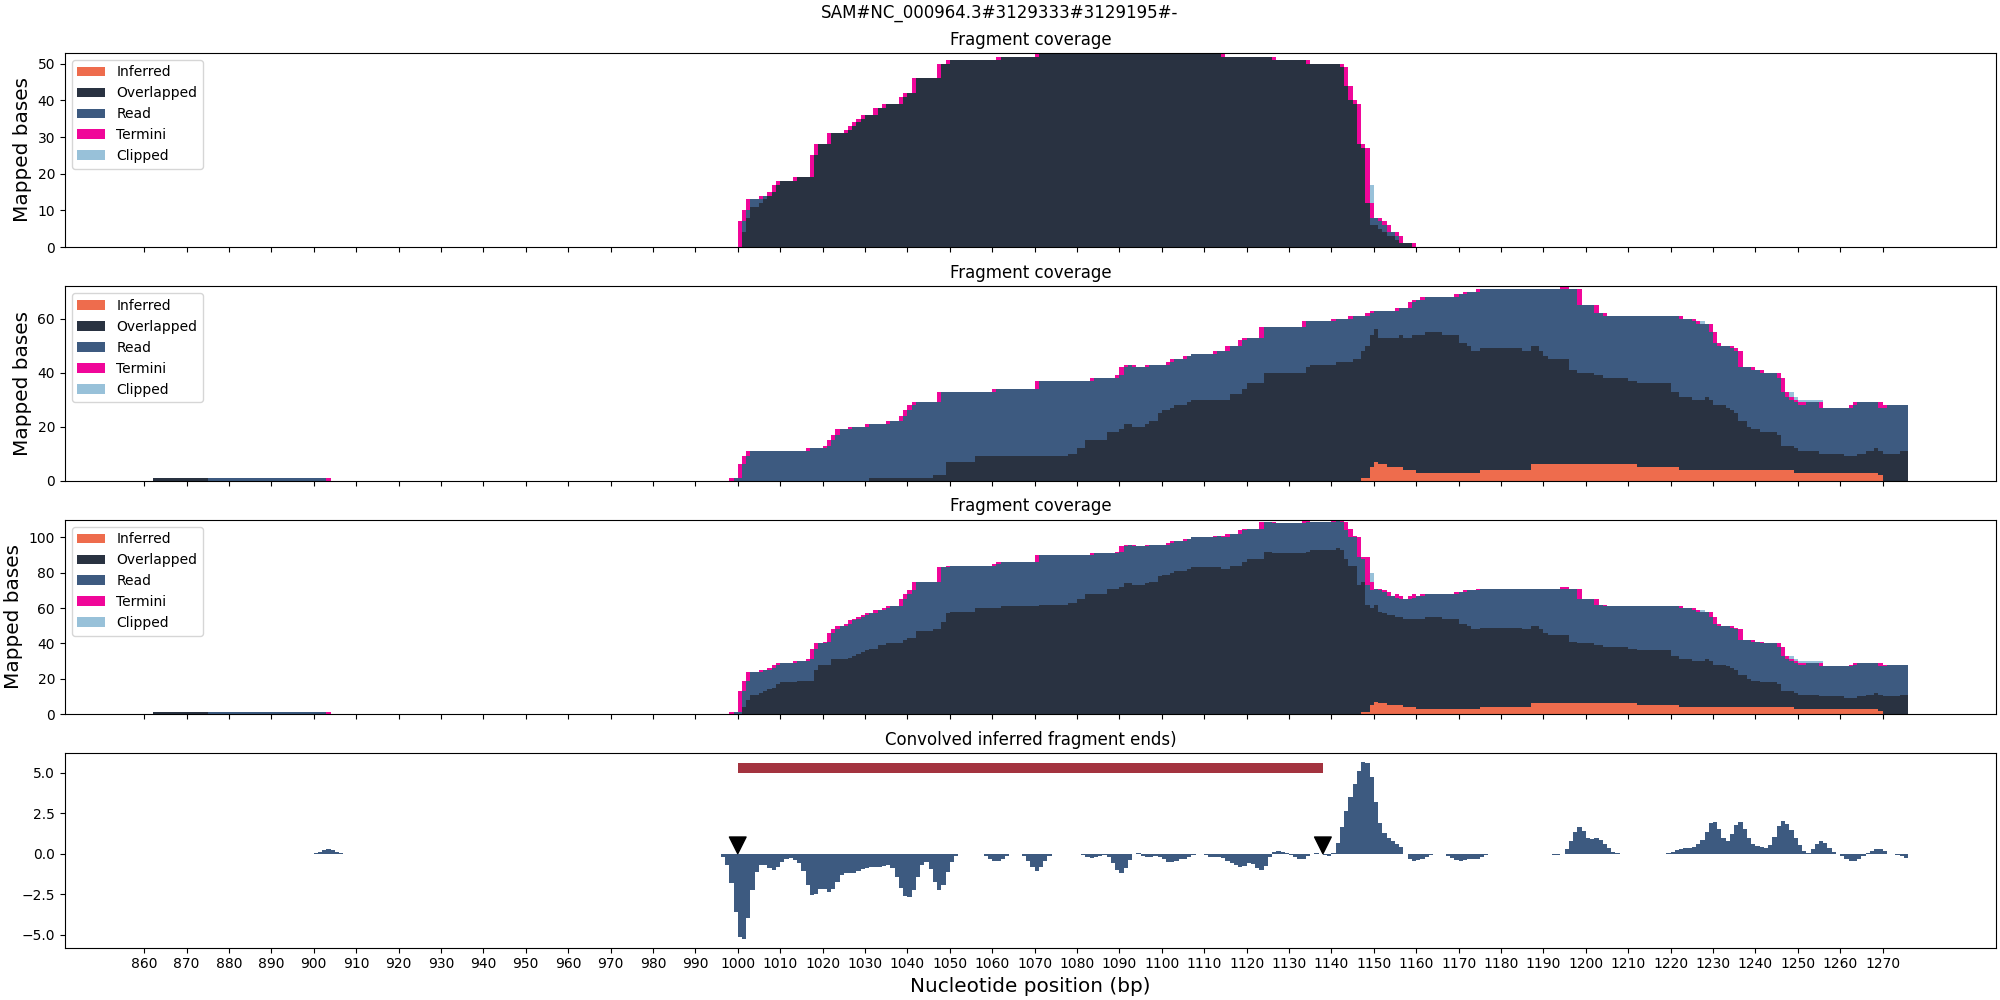 SAM#NC_000964.3#3129333#3129195#-
Fragment coverage
Mapped bases
50
40
30
20
10
0
Inferred
Overlapped
Read
Termini
Clipped
Fragment coverage
Mapped bases
60
40
20
0
Inferred
Overlapped
Read
Termini
Clipped
Fragment coverage
Mapped bases
100
80
60
40
20
0
Inferred
Overlapped
Read
Termini
Clipped
Convolved inferred fragment ends)
5.0
2.5
0.0
−2.5
−5.0
860 870 880 890 900 910 920 930 940 950 960 970 980 990 1000 1010 1020 1030 1040 1050 1060 1070 1080 1090 1100 1110 1120 1130 1140 1150 1160 1170 1180 1190 1200 1210 1220 1230 1240 1250 1260 1270
Nucleotide position (bp)